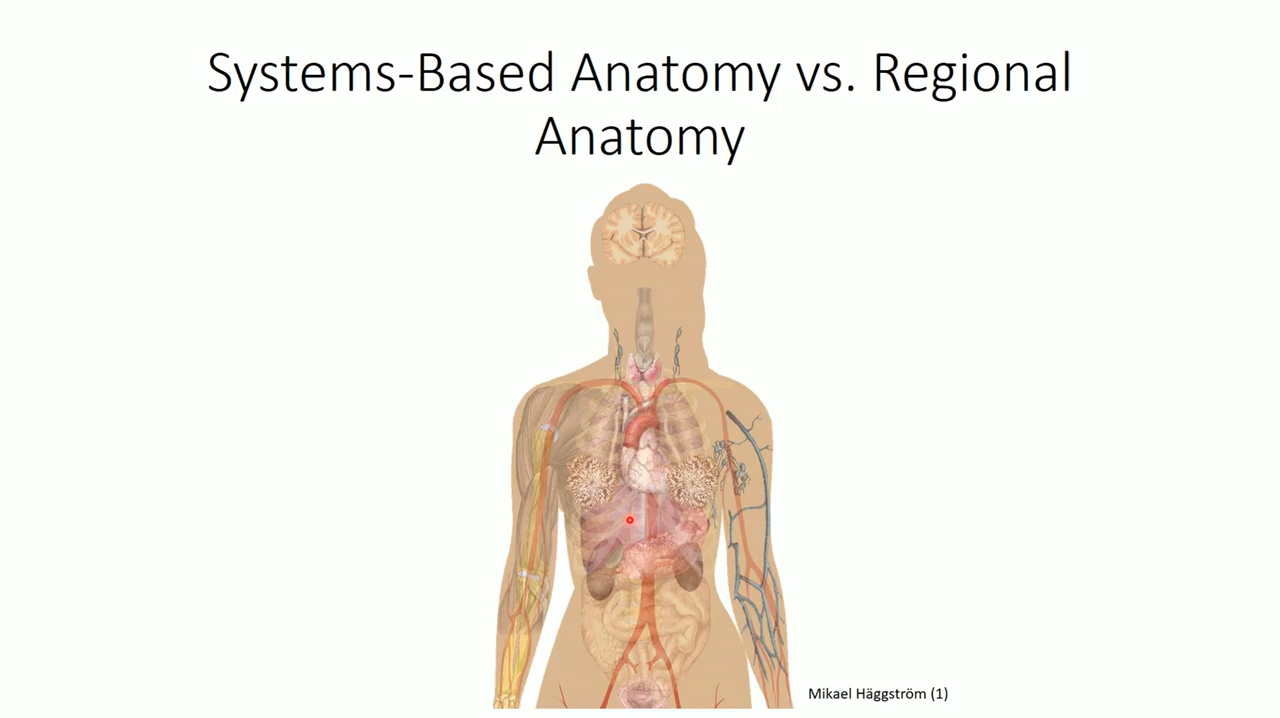 Systems-Based Anatomy vs. Regional
Anatomy
Mikael Häggström (1)